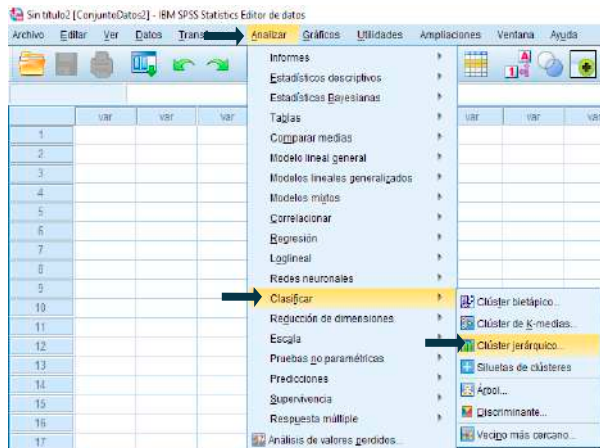 Sin título2 [ConjuntoDatos2] - IBM SPSS Statistics Editor de datos
Archivo Editar Ver Datos Trans Analizar Gráficos Utilidades Ampliaciones Ventana Ayuda
Informes
Estadísticos descriptivos
Estadísticas Bayesianas
Tablas
var var var var var var
Comparar medias
1
Modelo lineal general
2
Modelos lineales generalizados
3
Modelos mixtos
4
Correlacionar
5
Regresión
6
Loglineal
7
Redes neuronales
8
Clasificar
9
Clúster bietápico...
Reducción de dimensiones
10
Clúster de K-medias...
Escala
11
Clúster jerárquico...
Pruebas no paramétricas
12
Siluetas de clústeres
Predicciones
13
Árbol...
Supervivencia
14
Discriminante...
Respuesta múltiple
15
Vecino más cercano...
Análisis de valores perdidos...
16
17